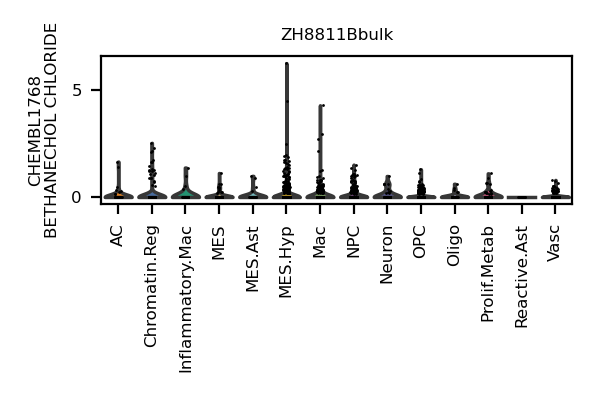 ZH8811Bbulk
CHEMBL1768
BETHANECHOL CHLORIDE
5
0
AC
Chromatin.Reg
Inflammatory.Mac
MES
MES.Ast
MES.Hyp
Mac
NPC
Neuron
OPC
Oligo
Prolif.Metab
Reactive.Ast
Vasc